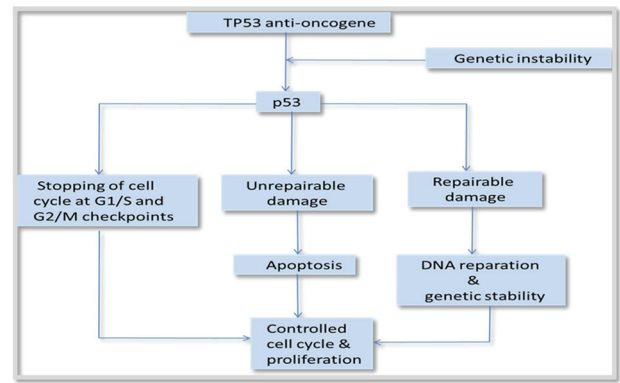 TP53 anti-oncogene
Genetic instability
p53
Stopping of cell
cycle at G1/S and
G2/M checkpoints
Unrepairable
damage
Repairable
damage
Apoptosis
DNA reparation
&
genetic stability
Controlled
cell cycle &
proliferation